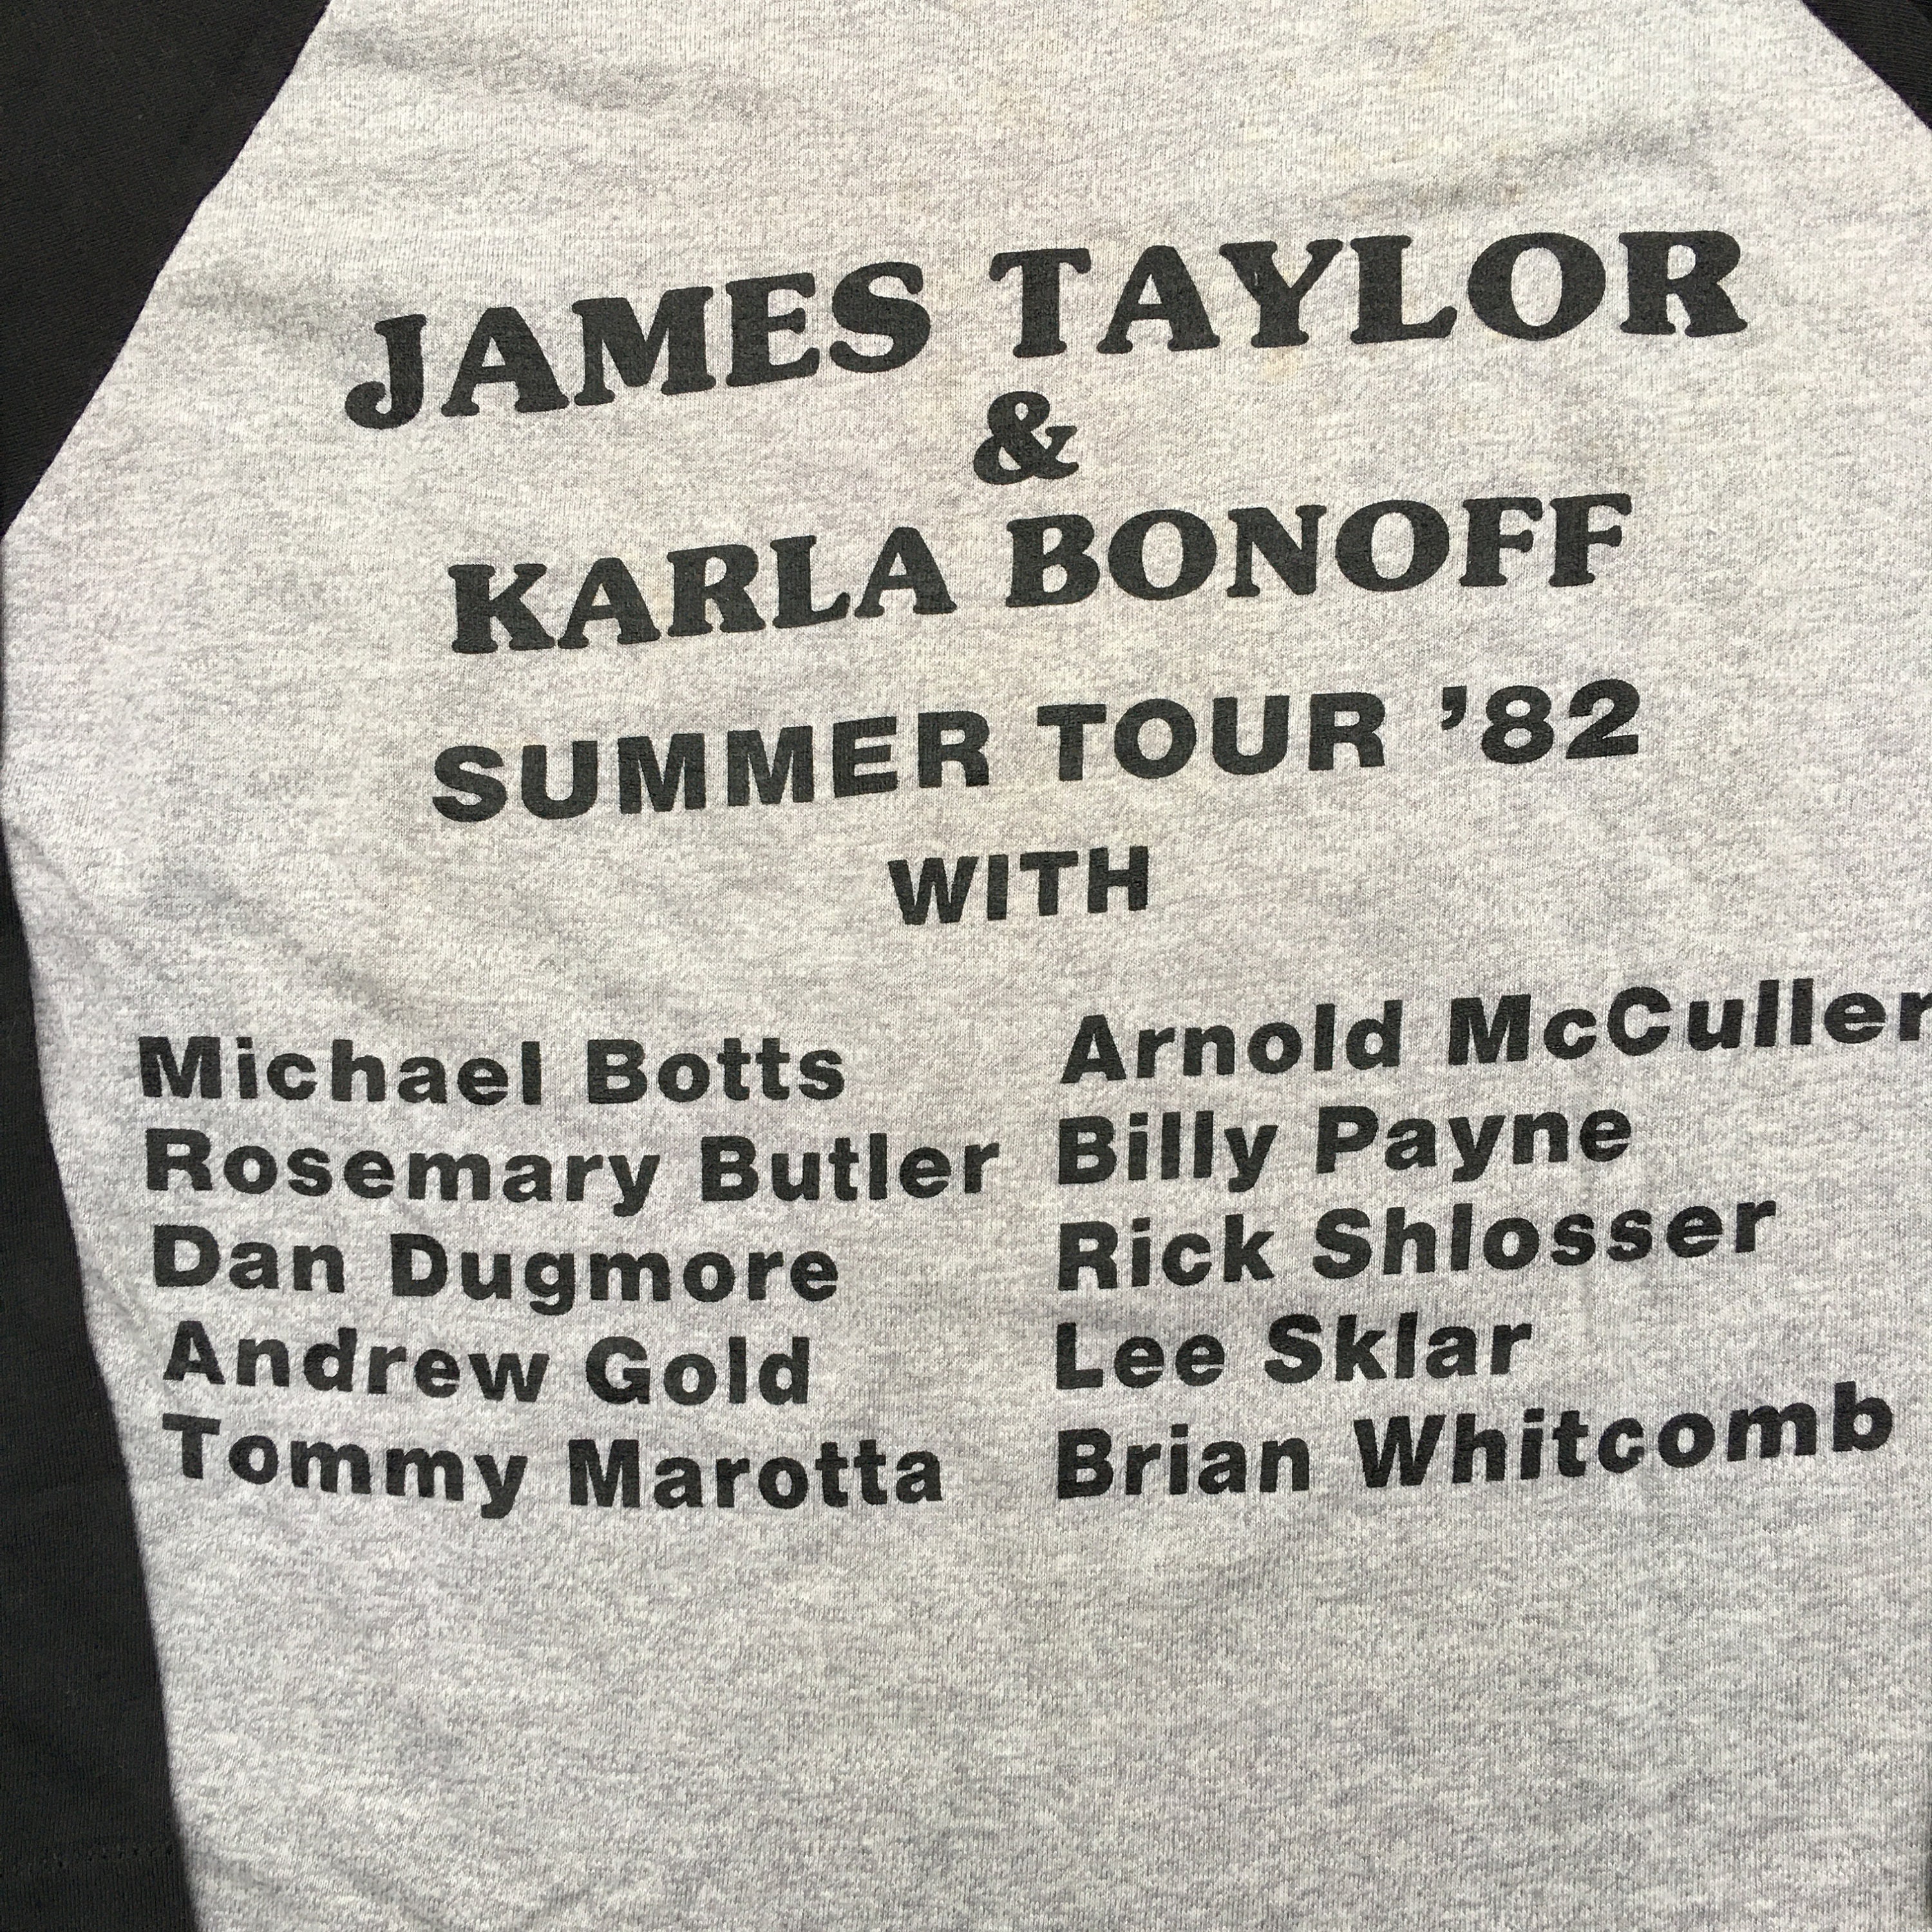 JAMES TAYLOR
&
KARLA BONOFF
SUMMER TOUR '82
WITH
Michael Botts
Rosemary Butler
Dan Dugmore
Andrew Gold
Tommy Marotta
Arnold McCuller
Billy Payne
Rick Shlosser
Lee Sklar
Brian Whitcomb